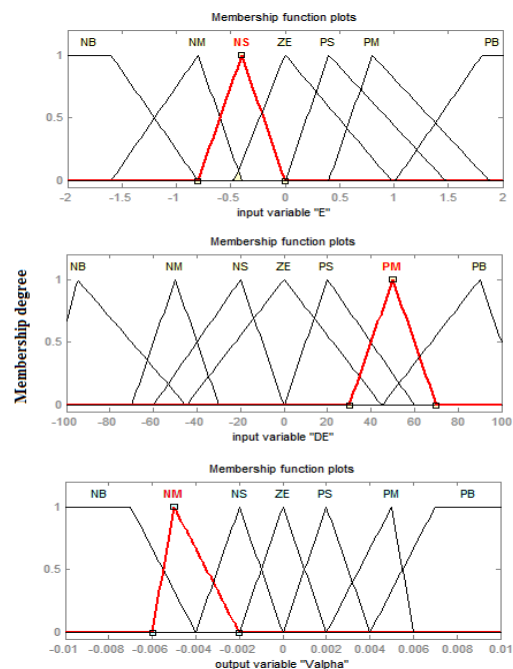 Membership function plots
NB NM NS ZE PS PM PB
1
0.5
0
-2 -1.5 -1 -0.5 0 0.5 1 1.5 2
input variable "E"
Membership function plots
NB NM NS ZE PS PM PB
1
0.5
0
-100 -80 -60 -40 -20 0 20 40 60 80 100
input variable "DE"
Membership degree
Membership function plots
NB NM NS ZE PS PM PB
1
0.5
0
-0.01 -0.008 -0.006 -0.004 -0.002 0 0.002 0.004 0.006 0.008 0.01
output variable "Valpha"